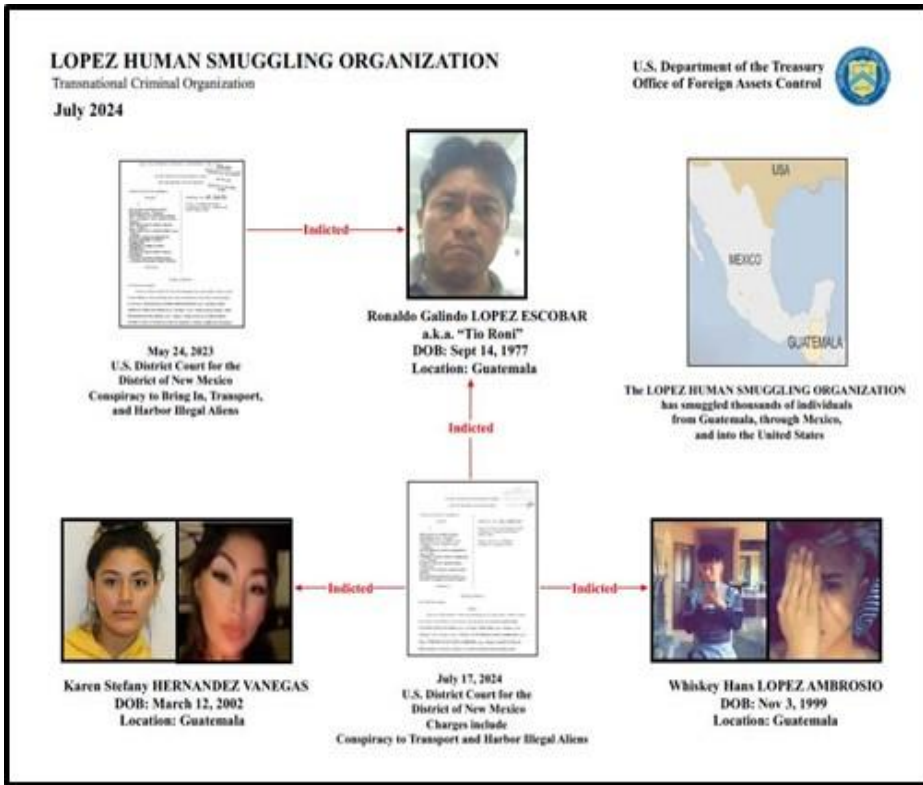 LOPEZ HUMAN SMUGGLING ORGANIZATION
Transnational Criminal Organization
July 2024
U.S. Department of the Treasury
Office of Foreign Assets Control
Indicted
Ronaldo Galindo LOPEZ ESCOBAR
a.k.a. “Tio Roni”
DOB: Sept 14, 1977
Location: Guatemala
May 24, 2023
U.S. District Court for the
District of New Mexico
Conspiracy to Bring In, Transport,
and Harbor Illegal Aliens
USA
MEXICO
GUATEMALA
The LOPEZ HUMAN SMUGGLING ORGANIZATION
has smuggled thousands of individuals
from Guatemala, through Mexico,
and into the United States
Indicted
Indicted
Indicted
Karen Stefany HERNANDEZ VANEGAS
DOB: March 12, 2002
Location: Guatemala
July 17, 2024
U.S. District Court for the
District of New Mexico
Charges include
Conspiracy to Transport and Harbor Illegal Aliens
Whiskey Hans LOPEZ AMBROSIO
DOB: Nov 3, 1999
Location: Guatemala